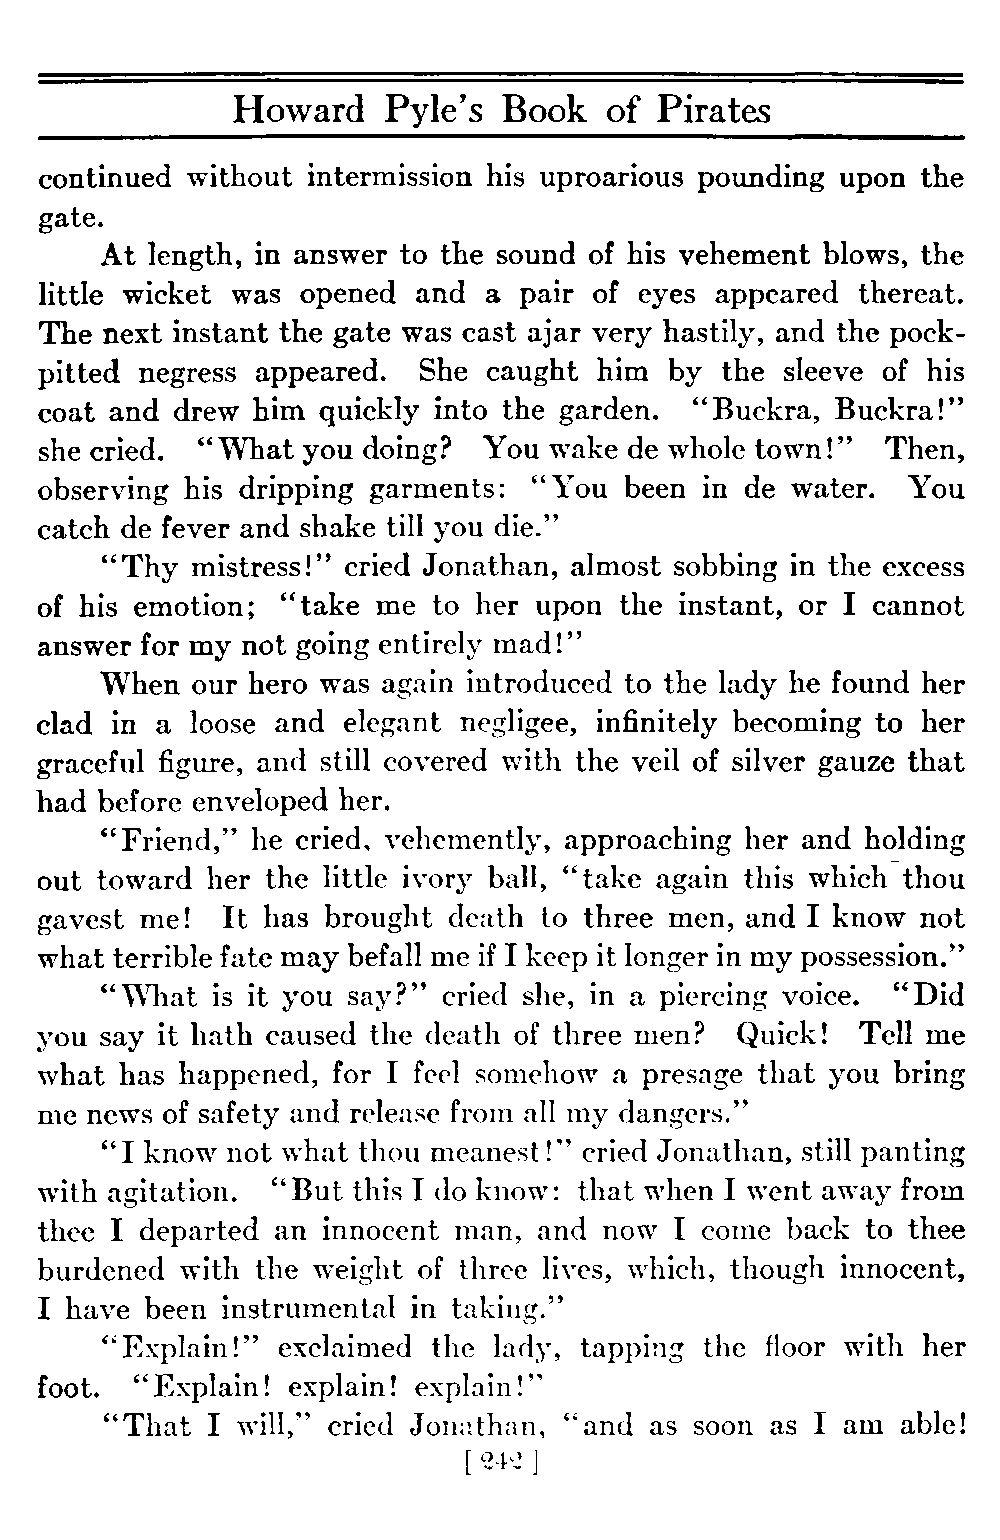 Howard Pyle's Book of Pirates
continued without intermission his uproarious pounding upon the
gate.
At length, in answer to the sound of his vehement blows, the
little wicket was opened and a pair of eyes appeared thereat.
The next instant the gate was cast ajar very hastily, and the pock-
pitted negress appeared. She caught him by the sleeve of his
coat and drew him quickly into the garden. "Buckra, Buckra!"
she cried. "What you doing? You wake de whole town!" Then,
observing his dripping garments: "You been in de water. You
catch de fever and shake till you die."
"Thy mistress!" cried Jonathan, almost sobbing in the excess
of his emotion; "take me to her upon the instant, or I cannot
answer for my not going entirely mad!"
When our hero was again introduced to the lady he found her
clad in a loose and elegant negligee, infinitely becoming to her
graceful figure, and still covered with the veil of silver gauze that
had before enveloped her.
"Friend," he cried, vehemently, approaching her and holding
out toward her the little ivory ball, "take again this which thou
gavest me! It has brought death to three men, and I know not
what terrible fate may befall me if I keep it longer in my possession."
"What is it you say?" cried she, in a piercing voice. "Did
you say it hath caused the death of three men? Quick! Tell me
what has happened, for I feel somehow a presage that you bring
me news of safety and release from all my dangers."
"I know not what thou meanest!" cried Jonathan, still panting
with agitation. "But this I do know: that when I went away from
thee I departed an innocent man, and now I come back to thee
burdened with the weight of three lives, which, though innocent,
I have been instrumental in taking."
"Explain!" exclaimed the lady, tapping the floor with her
foot. "Explain! explain! explain!"
"That I will," cried Jonathan, "and as soon as I am able!
[ 242 ]